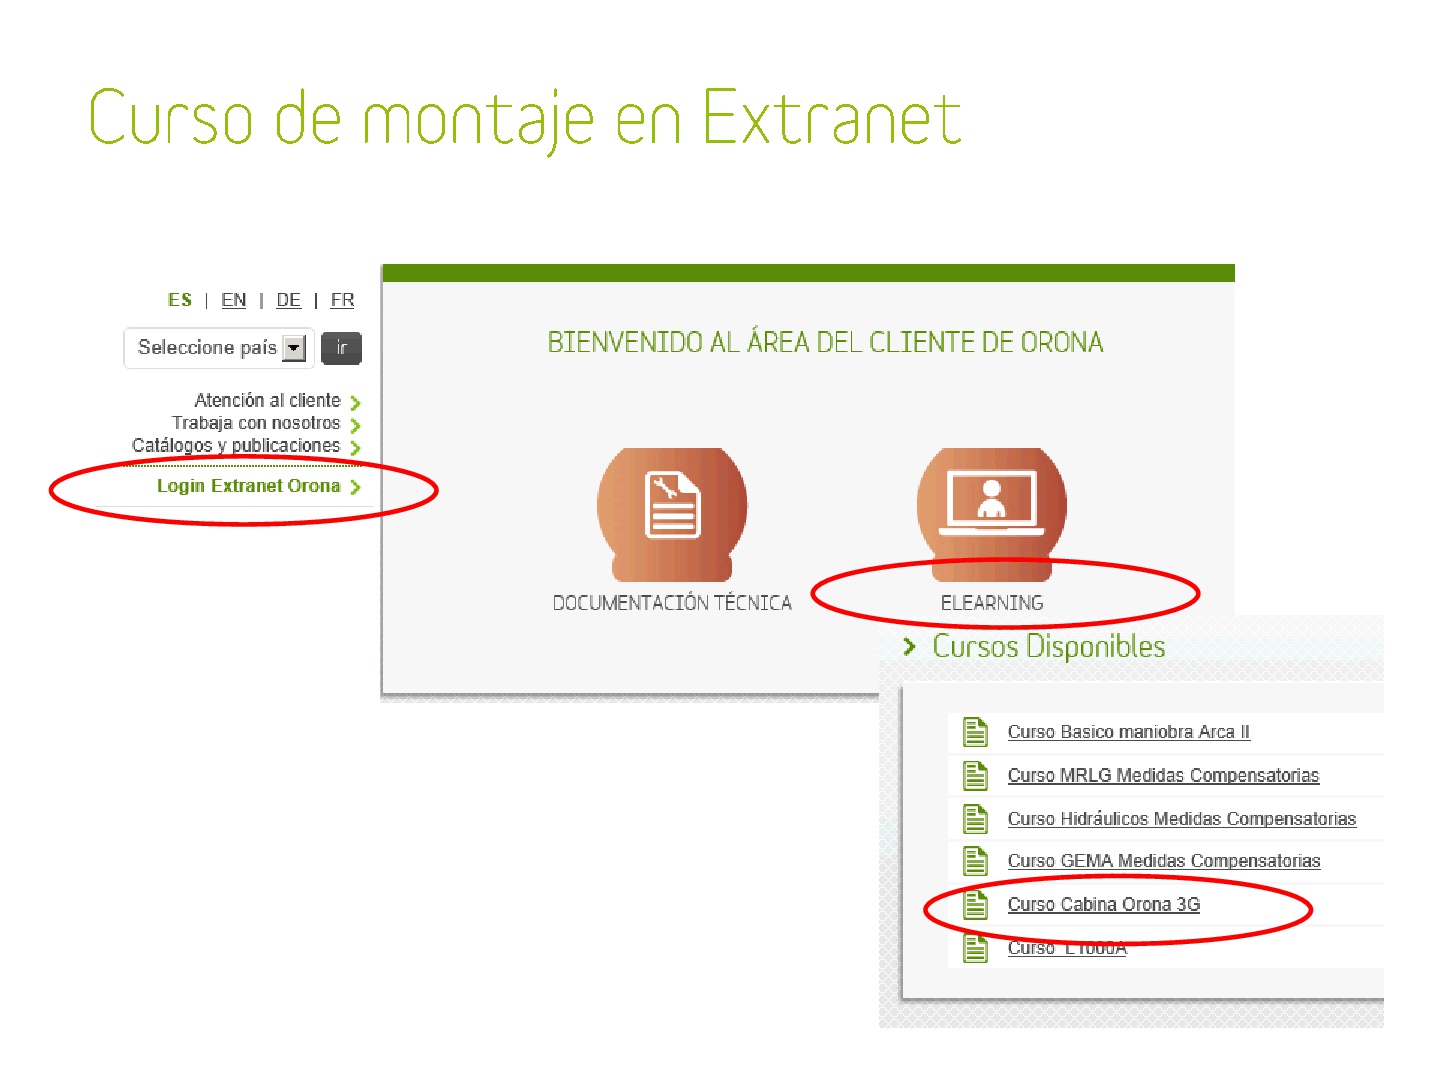 Curso de montaje en Extranet
ES | EN | DE | FR
Seleccione país ir
Atención al cliente
Trabaja con nosotros
Catálogos y publicaciones
Login Extranet Orona
BIENVENIDO AL ÁREA DEL CLIENTE DE ORONA
DOCUMENTACIÓN TÉCNICA
ELEARNING
Cursos Disponibles
Curso Basico maniobra Arca II
Curso MRLG Medidas Compensatorias
Curso Hidráulicos Medidas Compensatorias
Curso GEMA Medidas Compensatorias
Curso Cabina Orona 3G
Curso L1000A